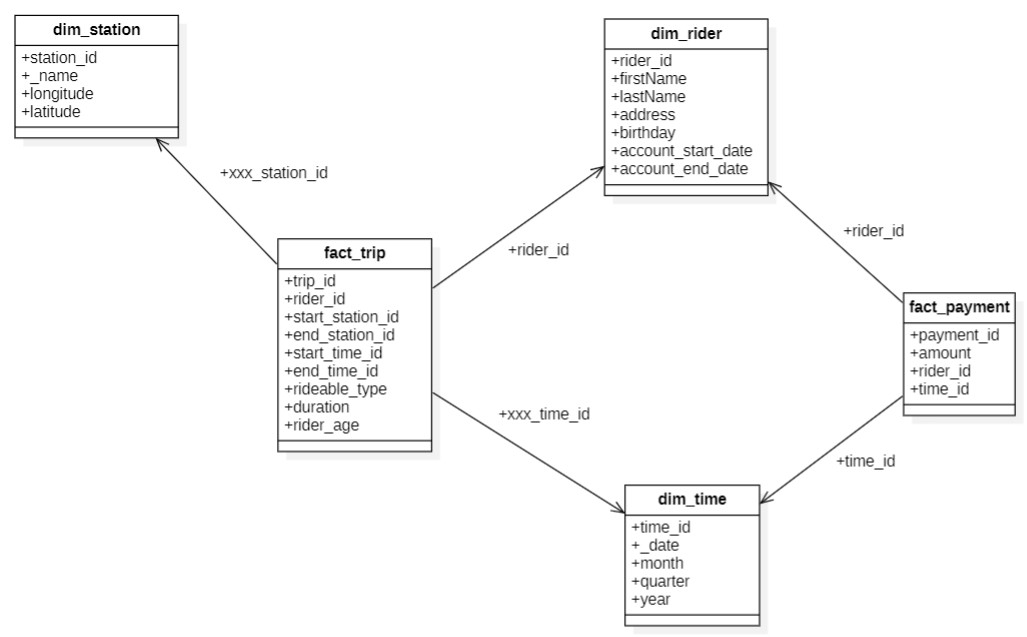 dim_station
+station_id
+_name
+longitude
+latitude
dim_rider
+rider_id
+firstName
+lastName
+address
+birthday
+account_start_date
+account_end_date
+xxx_station_id
+rider_id
+rider_id
fact_trip
+trip_id
+rider_id
+start_station_id
+end_station_id
+start_time_id
+end_time_id
+rideable_type
+duration
+rider_age
fact_payment
+payment_id
+amount
+rider_id
+time_id
+xxx_time_id
+time_id
dim_time
+time_id
+_date
+month
+quarter
+year